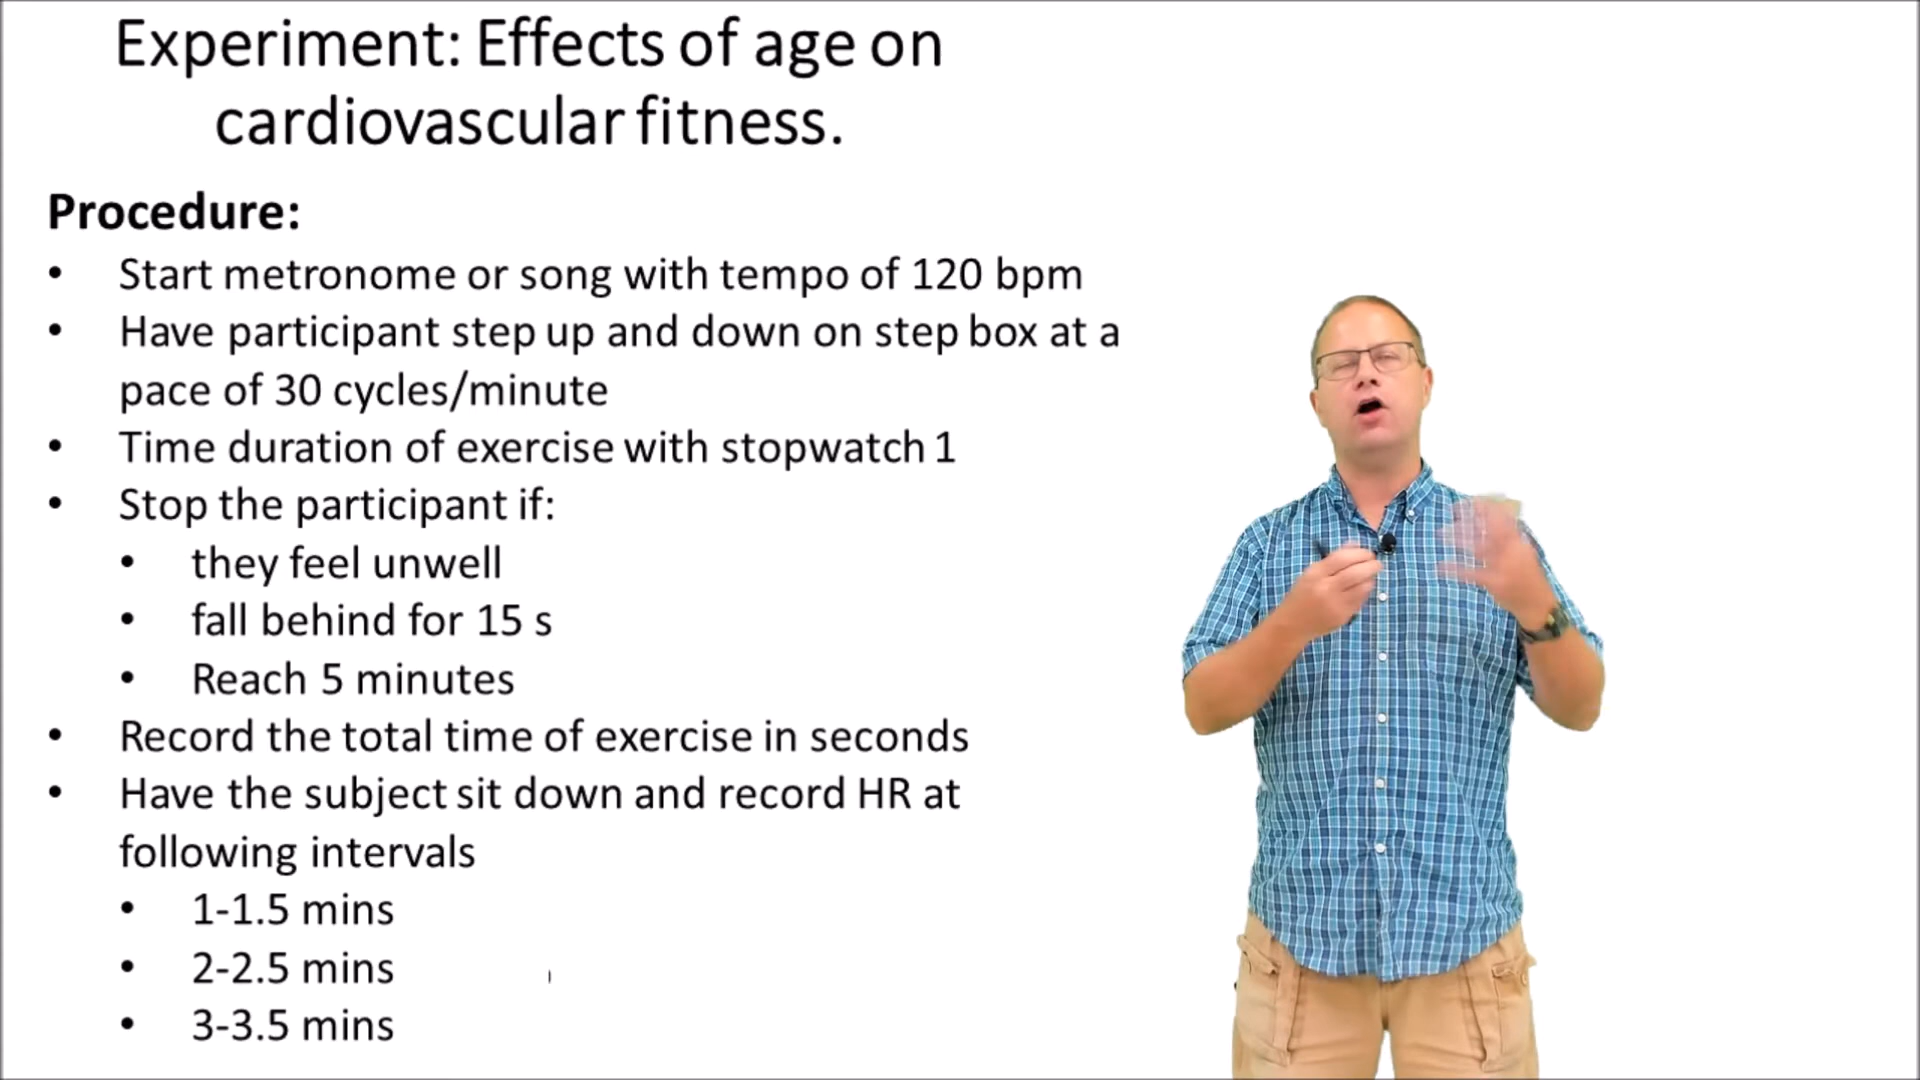 Experiment: Effects of age on
cardiovascular fitness.
Procedure:
• Start metronome or song with tempo of 120 bpm
• Have participant step up and down on step box at a
pace of 30 cycles/minute
• Time duration of exercise with stopwatch 1
• Stop the participant if:
• they feel unwell
• fall behind for 15 s
• Reach 5 minutes
• Record the total time of exercise in seconds
• Have the subject sit down and record HR at
following intervals
• 1-1.5 mins
• 2-2.5 mins
• 3-3.5 mins